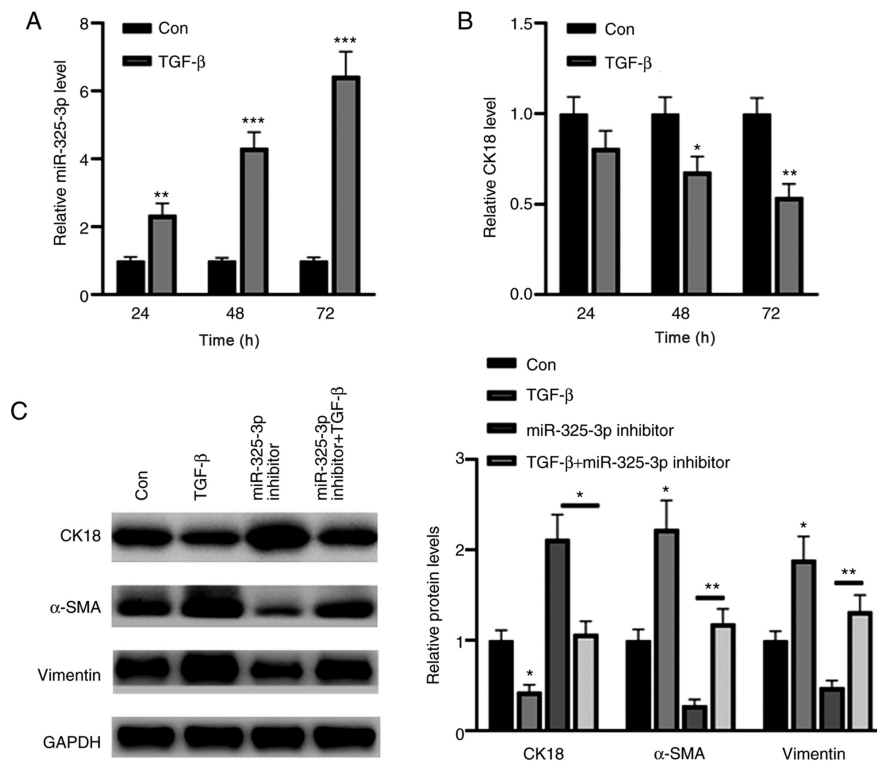 A
Con
TGF-β
Relative miR-325-3p level
8
6
4
2
0
**
***
***
24
48
72
Time (h)
B
Con
TGF-β
Relative CK18 level
1.5
1.0
0.5
0.0
*
**
24
48
72
Time (h)
C
Con
TGF-β
miR-325-3p
inhibitor
miR-325-3p
inhibitor+TGF-β
CK18
α-SMA
Vimentin
GAPDH
Con
TGF-β
miR-325-3p inhibitor
TGF-β+miR-325-3p inhibitor
Relative protein levels
3
2
1
0
*
*
*
**
*
**
CK18
α-SMA
Vimentin